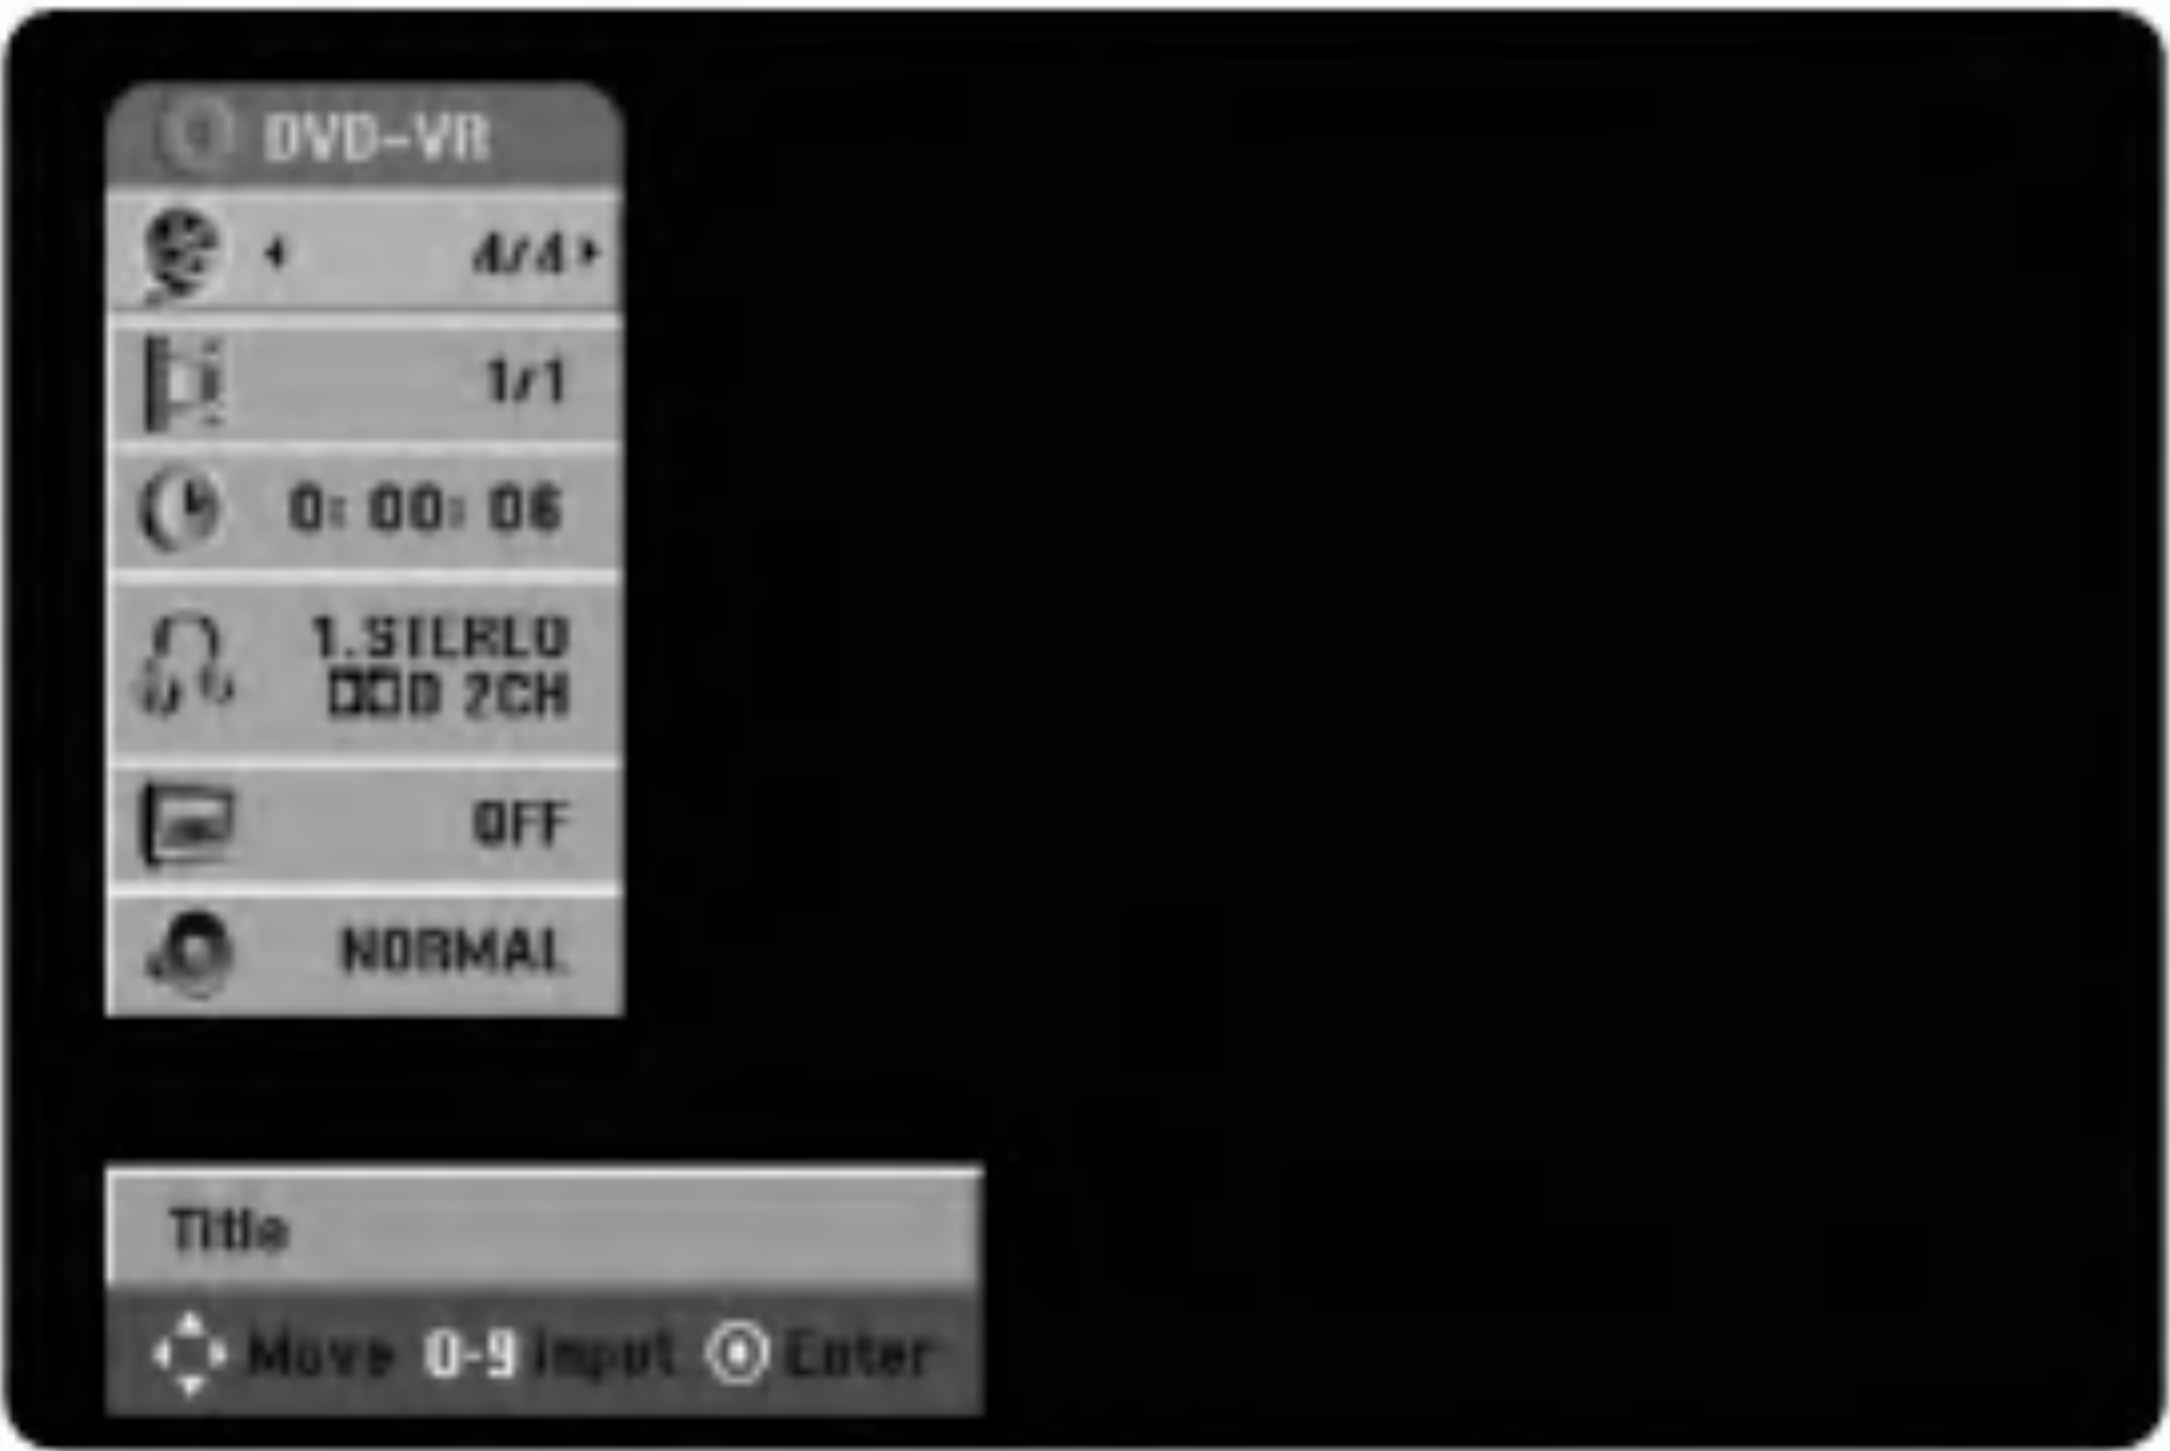 DVD-VR
4/4
1/1
0: 00: 06
1.STEREO
D 2CH
OFF
NORMAL
Title
Move 0-9 Input Enter